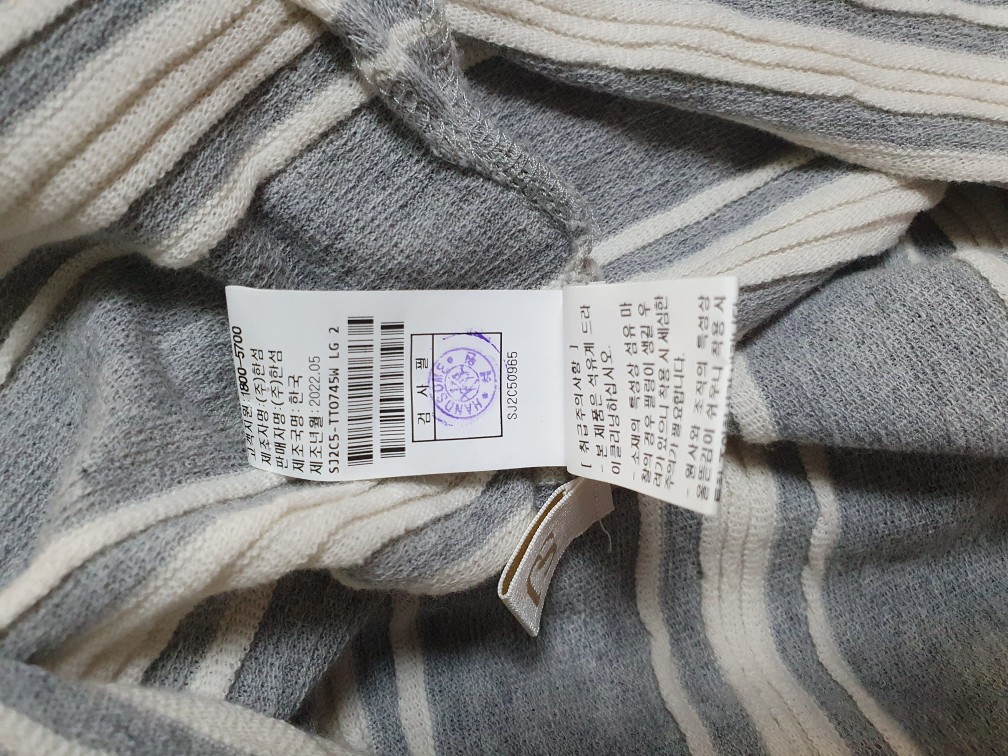 고객지원 : 1800-5700
제조자명 : (주)한섬
판매자명 : (주)한섬
제조국명 : 한국
제조년월 : 2022.05
SJ2C5-TTO745W LG 2
검 사 필
HANDSOME
SJ2C50965
[ 취급주의사항 ]
- 본 제품은 석유계 드라
이클리닝하십시오.
- 소재의 특성상 섬유 마
찰의 경우 필링이 생길 우
려가 있으니 착용 시 세심한
주의가 필요합니다.
- 원사와 조직의 특성상
올뜯김이 쉬우니 착용 시